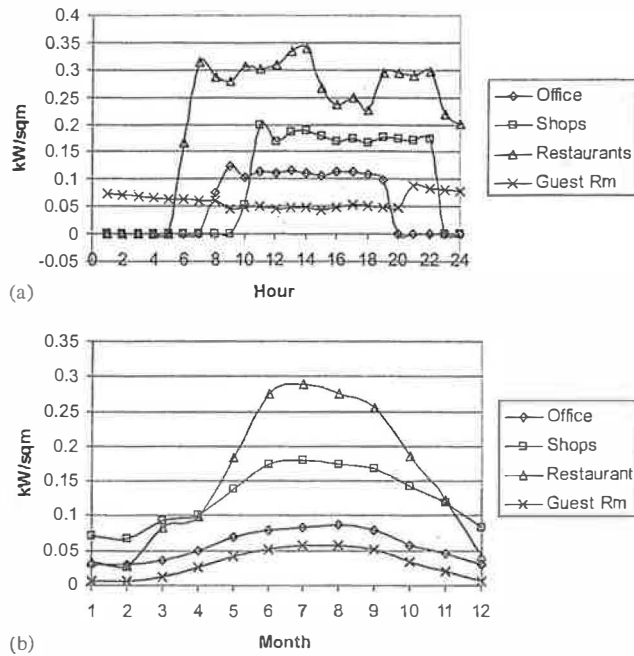 0.4
0.35
0.3
0.25
0.2
0.15
0.1
0.05
0
-0.05
kW/sqm
0 2 4 6 8 10 12 14 16 18 20 22 24
Hour
Office
Shops
Restaurants
Guest Rm
(a)
0.35
0.3
0.25
0.2
0.15
0.1
0.05
0
kW/sqm
1 2 3 4 5 6 7 8 9 10 11 12
Month
Office
Shops
Restaurant
Guest Rm
(b)